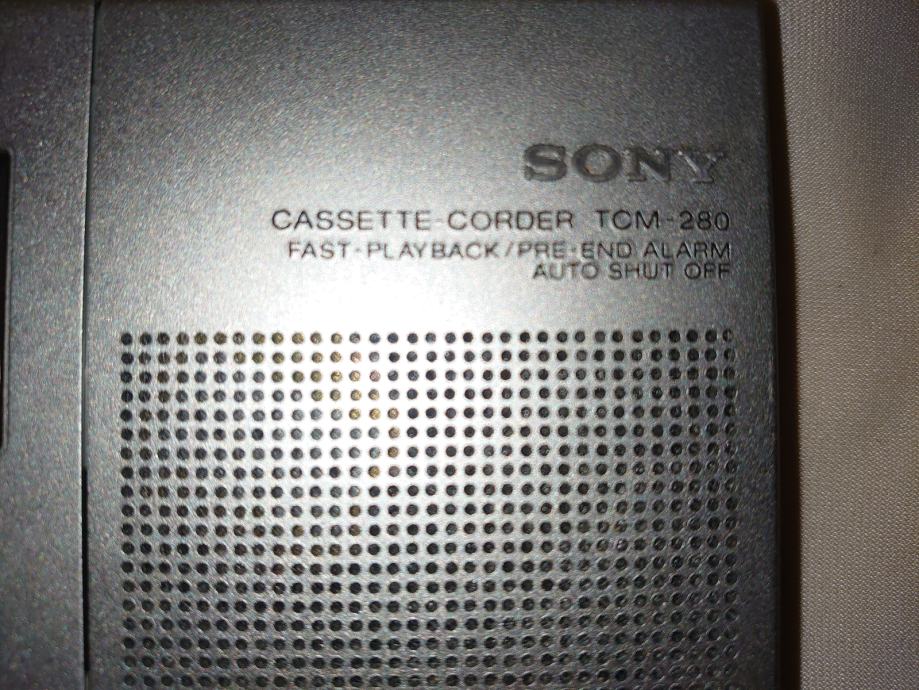 SONY
CASSETTE-CORDER TCM-280
FAST-PLAYBACK/PRE-END ALARM
AUTO SHUT OFF